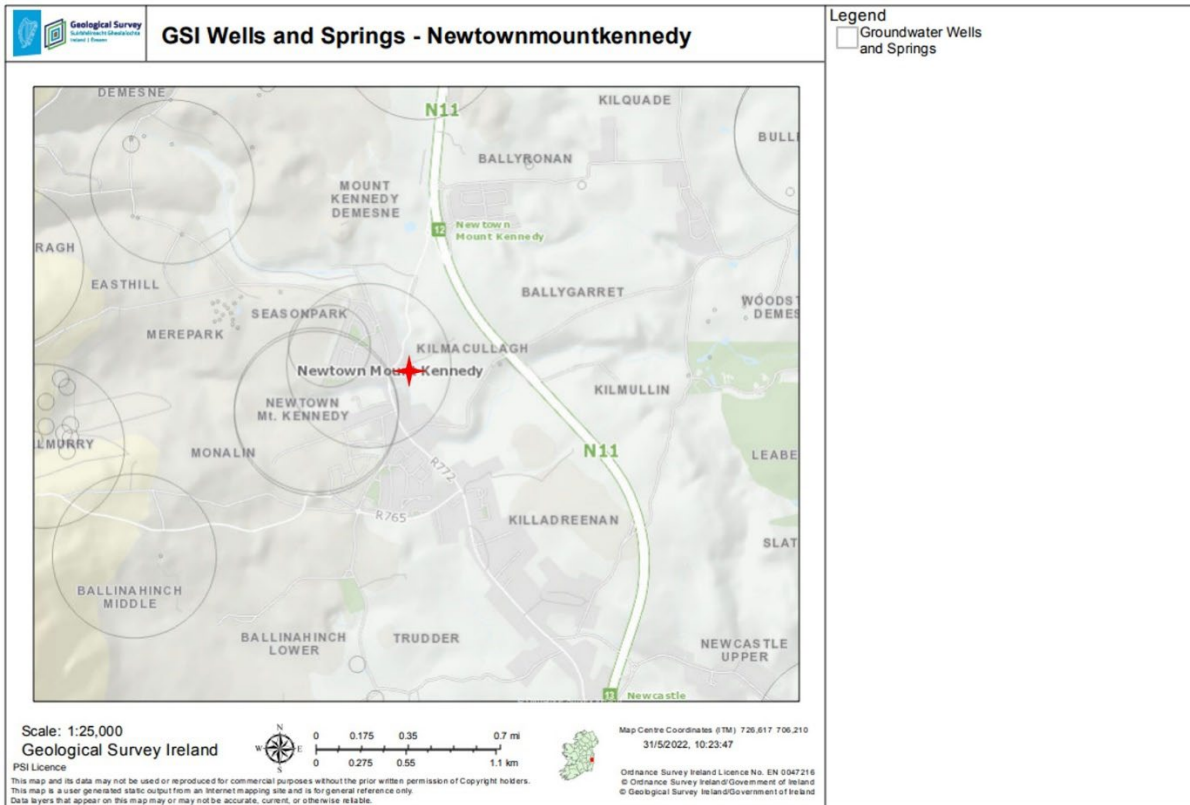 Geological Survey
Suirbhéireacht Gheolaíochta
Ireland | Éireann
GSI Wells and Springs - Newtownmountkennedy
Legend
Groundwater Wells
and Springs
DEMESNE
N11
KILQUADE
BALLYRONAN
MOUNT
KENNEDY
DEMESNE
12
Newtown
Mount Kennedy
RAGH
EASTHILL
BALLYGARRET
SEASONPARK
MEREPARK
KILMACULLAGH
Newtown Mount Kennedy
KILMULLIN
NEWTOWN
Mt. KENNEDY
LMURRY
MONALIN
N11
LEABE
R772
R765
KILLADREENAN
SLAT
BALLINAHINCH
MIDDLE
BALLINAHINCH
LOWER
TRUDDER
NEWCASTLE
UPPER
13
Newcastle
Scale: 1:25,000
Geological Survey Ireland
PSI Licence
This map and its data may not be used or reproduced for commercial purposes without the prior written permission of Copyright holders.
This map is a user generated static output from an Internet mapping site and is for general reference only.
Data layers that appear on this map may or may not be accurate, current, or otherwise reliable.
N
W
E
S
0 0.175 0.35 0.7 mi
0 0.275 0.55 1.1 km
Map Centre Coordinates (ITM) 726,617 706,210
31/5/2022, 10:23:47
Ordnance Survey Ireland Licence No. EN 0047216
© Ordnance Survey Ireland/Government of Ireland
© Geological Survey Ireland/Government of Ireland